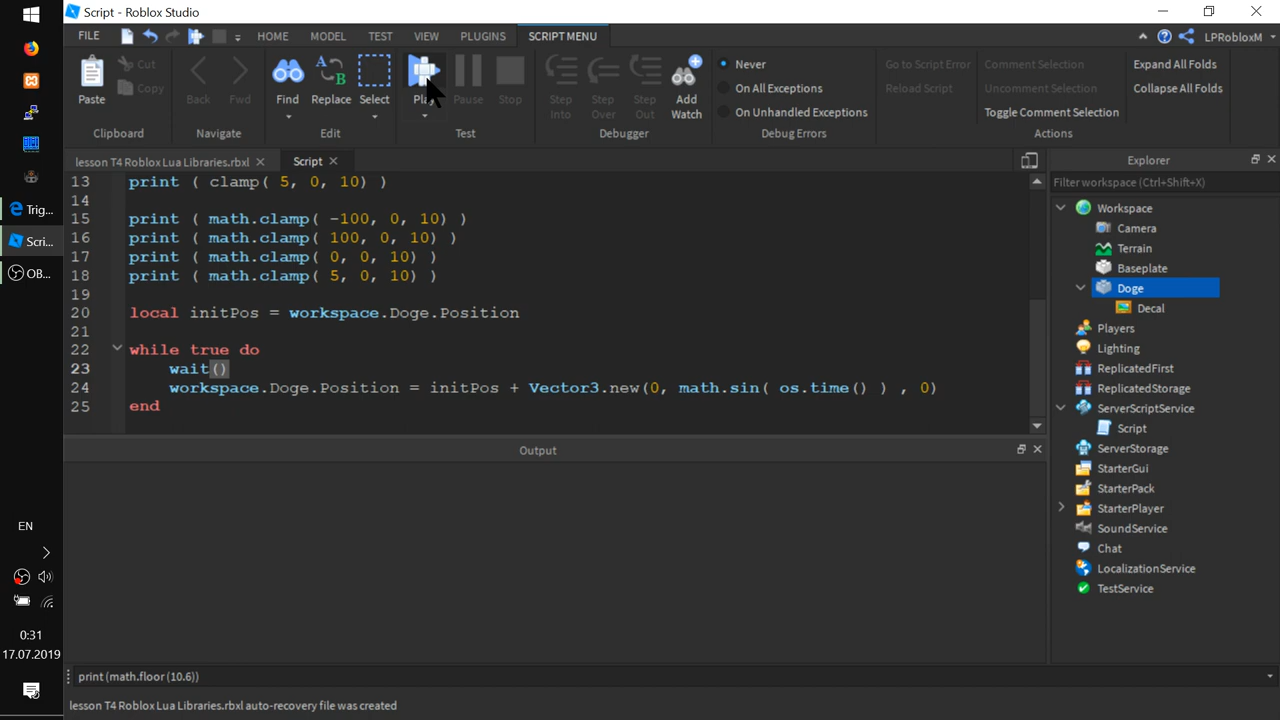 Script - Roblox Studio
FILE HOME MODEL TEST VIEW PLUGINS SCRIPT MENU LPRobloxM
Paste Cut Copy
Back Fwd
Find Replace Select
Play Pause Stop
Step Into Step Over Step Out Add Watch
Never
On All Exceptions
On Unhandled Exceptions
Go to Script Error
Reload Script
Comment Selection
Uncomment Selection
Toggle Comment Selection
Expand All Folds
Collapse All Folds
Clipboard Navigate Edit Test Debugger Debug Errors Actions
lesson T4 Roblox Lua Libraries.rbxl Script
13 print ( clamp( 5, 0, 10) )
14
15 print ( math.clamp( -100, 0, 10) )
16 print ( math.clamp( 100, 0, 10) )
17 print ( math.clamp( 0, 0, 10) )
18 print ( math.clamp( 5, 0, 10) )
19
20 local initPos = workspace.Doge.Position
21
22 while true do
23 wait()
24 workspace.Doge.Position = initPos + Vector3.new(0, math.sin( os.time() ) , 0)
25 end
Output
print (math.floor (10.6))
lesson T4 Roblox Lua Libraries.rbxl auto-recovery file was created
Explorer
Filter workspace (Ctrl+Shift+X)
Workspace
Camera
Terrain
Baseplate
Doge
Decal
Players
Lighting
ReplicatedFirst
ReplicatedStorage
ServerScriptService
Script
ServerStorage
StarterGui
StarterPack
StarterPlayer
SoundService
Chat
LocalizationService
TestService
Trig...
Scri...
OB...
EN
0:31
17.07.2019